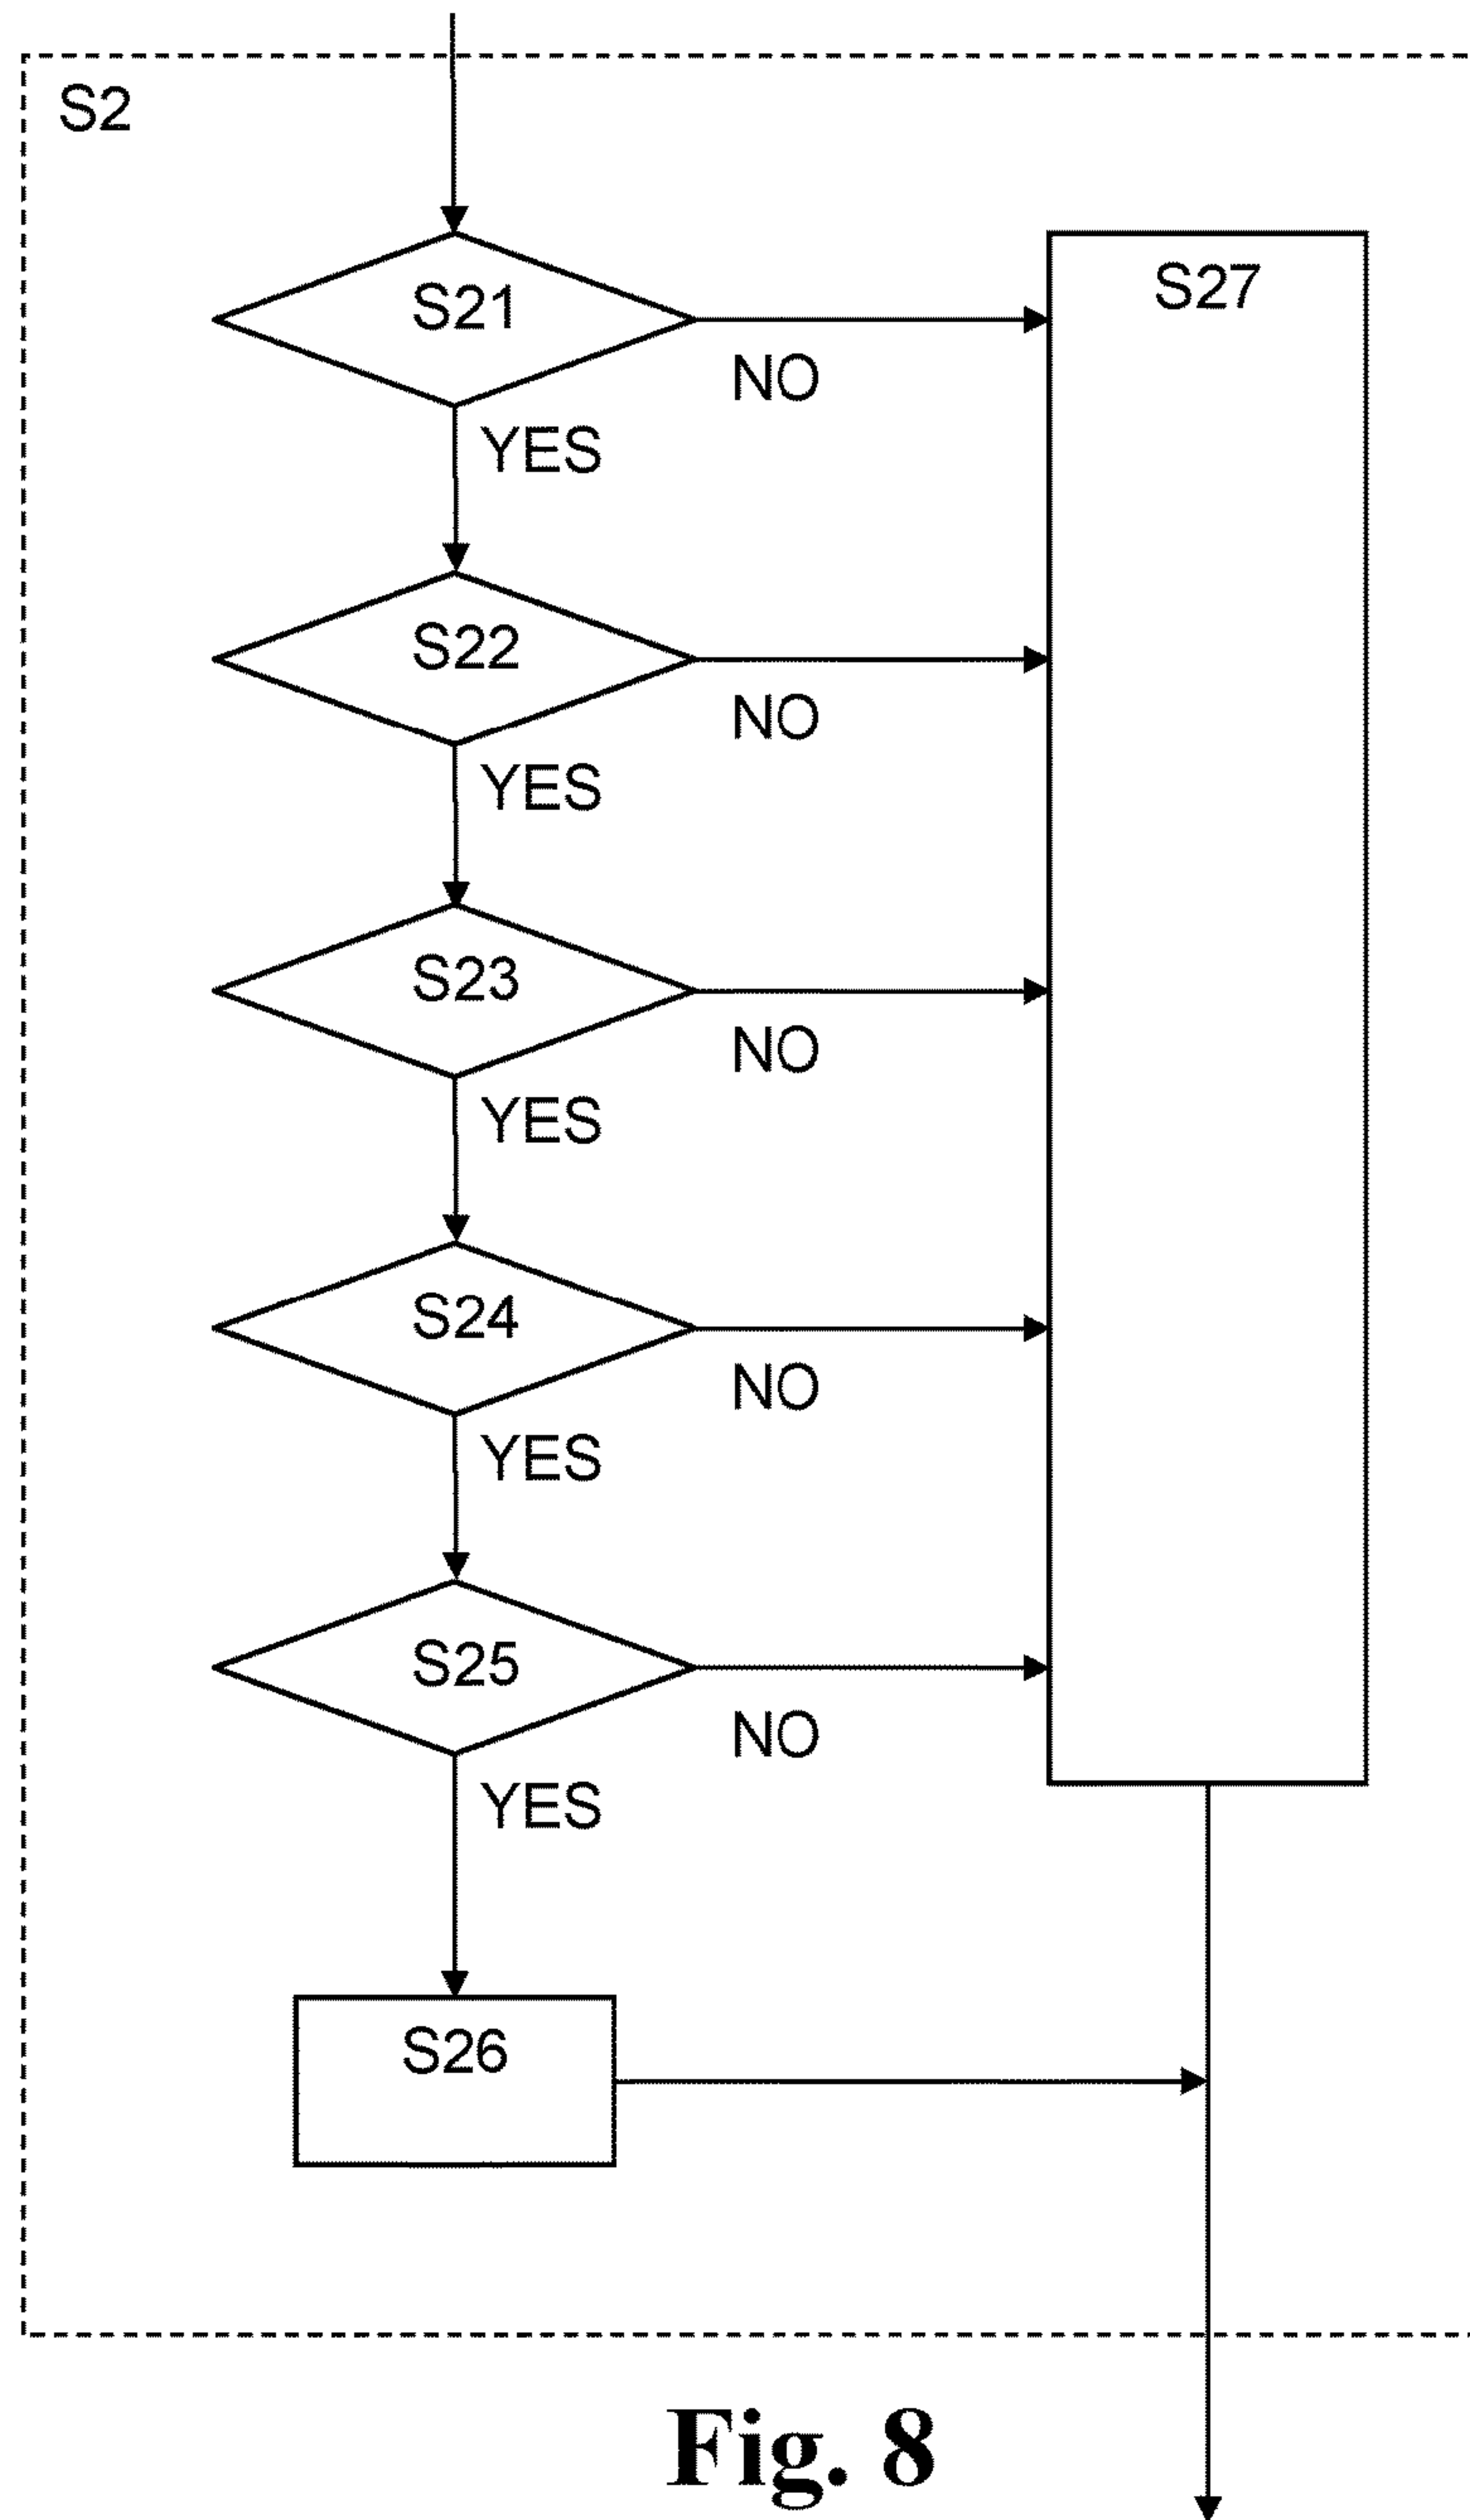 S2
S21
S27
NO
YES
S22
NO
YES
S23
NO
YES
S24
NO
YES
S25
NO
YES
S26
Fig. 8